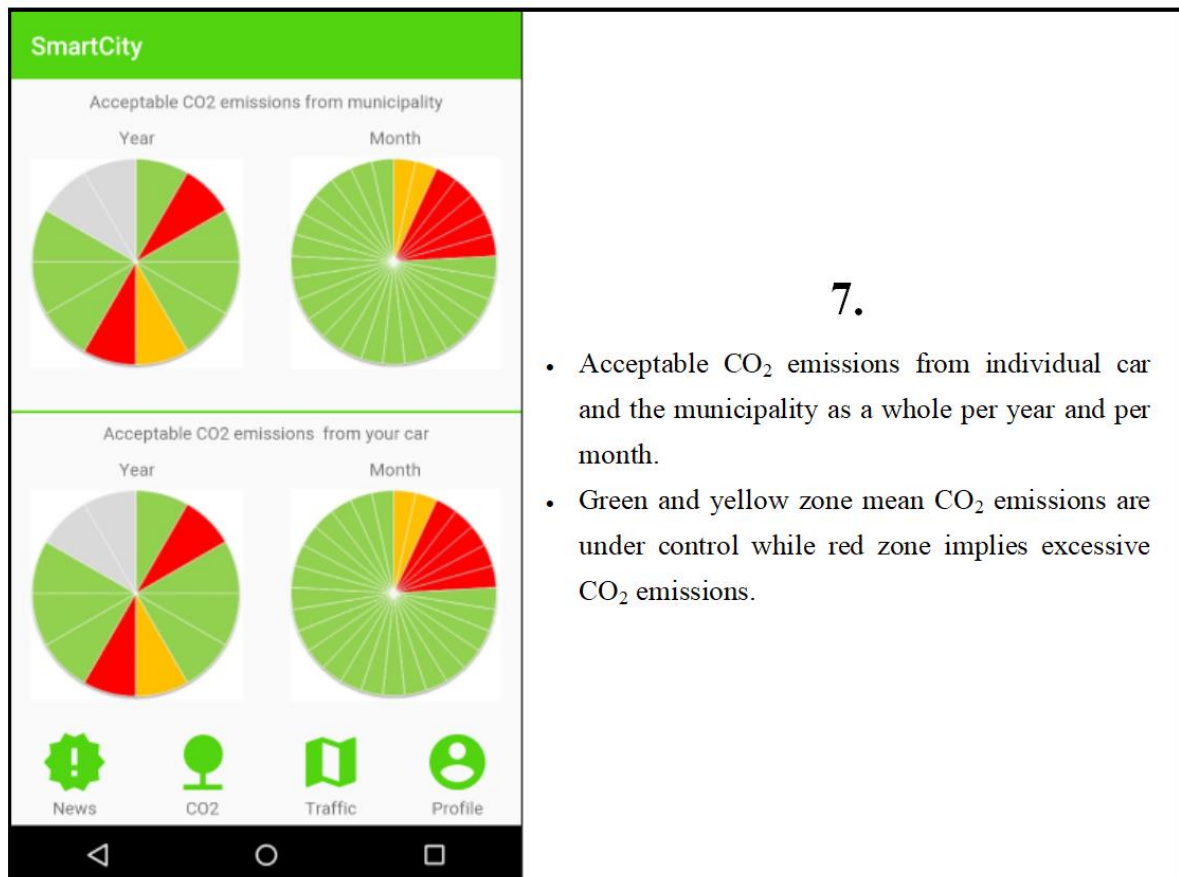 SmartCity
Acceptable CO2 emissions from municipality
Year
Month
Acceptable CO2 emissions from your car
Year
Month
News
CO2
Traffic
Profile
7.
• Acceptable CO₂ emissions from individual car
and the municipality as a whole per year and per
month.
• Green and yellow zone mean CO₂ emissions are
under control while red zone implies excessive
CO₂ emissions.